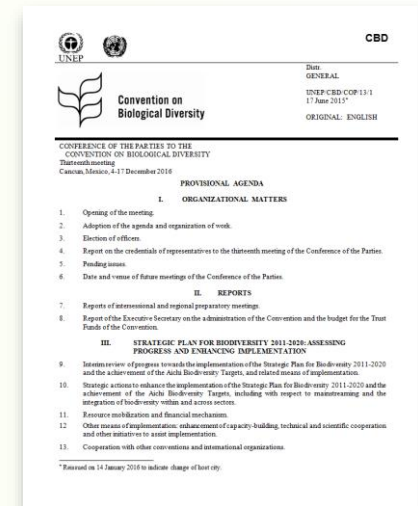 CBD
UNEP
Distr.
GENERAL
UNEP/CBD/COP/13/1
17 June 2015*
ORIGINAL: ENGLISH
Convention on
Biological Diversity
CONFERENCE OF THE PARTIES TO THE
CONVENTION ON BIOLOGICAL DIVERSITY
Thirteenth meeting
Cancun, Mexico, 4-17 December 2016
PROVISIONAL AGENDA
I. ORGANIZATIONAL MATTERS
1. Opening of the meeting.
2. Adoption of the agenda and organization of work.
3. Election of officers.
4. Report on the credentials of representatives to the thirteenth meeting of the Conference of the Parties.
5. Pending issues.
6. Date and venue of future meetings of the Conference of the Parties.
II. REPORTS
7. Reports of intersessional and regional preparatory meetings.
8. Report of the Executive Secretary on the administration of the Convention and the budget for the Trust
Funds of the Convention.
III. STRATEGIC PLAN FOR BIODIVERSITY 2011-2020: ASSESSING
PROGRESS AND ENHANCING IMPLEMENTATION
9. Interim review of progress towards the implementation of the Strategic Plan for Biodiversity 2011-2020
and the achievement of the Aichi Biodiversity Targets, and related means of implementation.
10. Strategic actions to enhance the implementation of the Strategic Plan for Biodiversity 2011-2020 and the
achievement of the Aichi Biodiversity Targets, including with respect to mainstreaming and the
integration of biodiversity within and across sectors.
11. Resource mobilization and financial mechanism.
12 Other means of implementation: enhancement of capacity-building, technical and scientific cooperation
and other initiatives to assist implementation.
13. Cooperation with other conventions and international organizations.
* Reissued on 14 January 2016 to indicate change of host city.